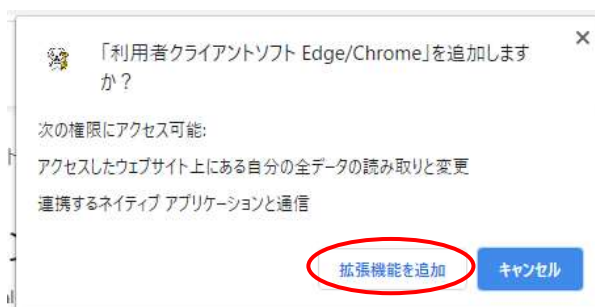 「利用者クライアントソフト Edge/Chrome」を追加します
か？
次の権限にアクセス可能:
アクセスしたウェブサイト上にある自分の全データの読み取りと変更
連携するネイティブ アプリケーションと通信
拡張機能を追加
キャンセル